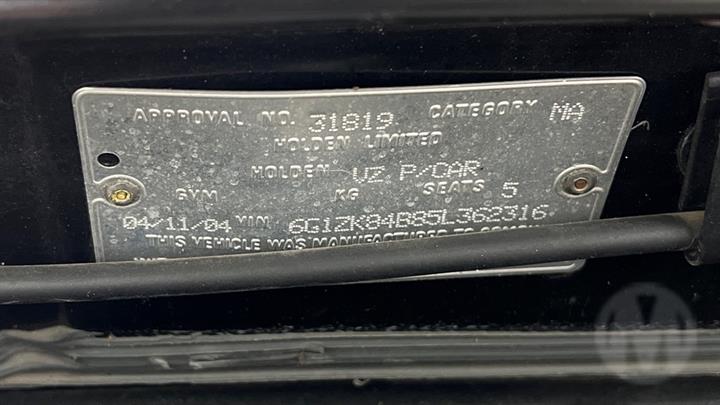 APPROVAL NO. 31819 CATEGORY MA
HOLDEN LIMITED
HOLDEN VZ P/CAR
GVM KG SEATS 5
04/11/04 VIN 6G1ZK84B85L362316
THIS VEHICLE WAS MANUFACTURED TO